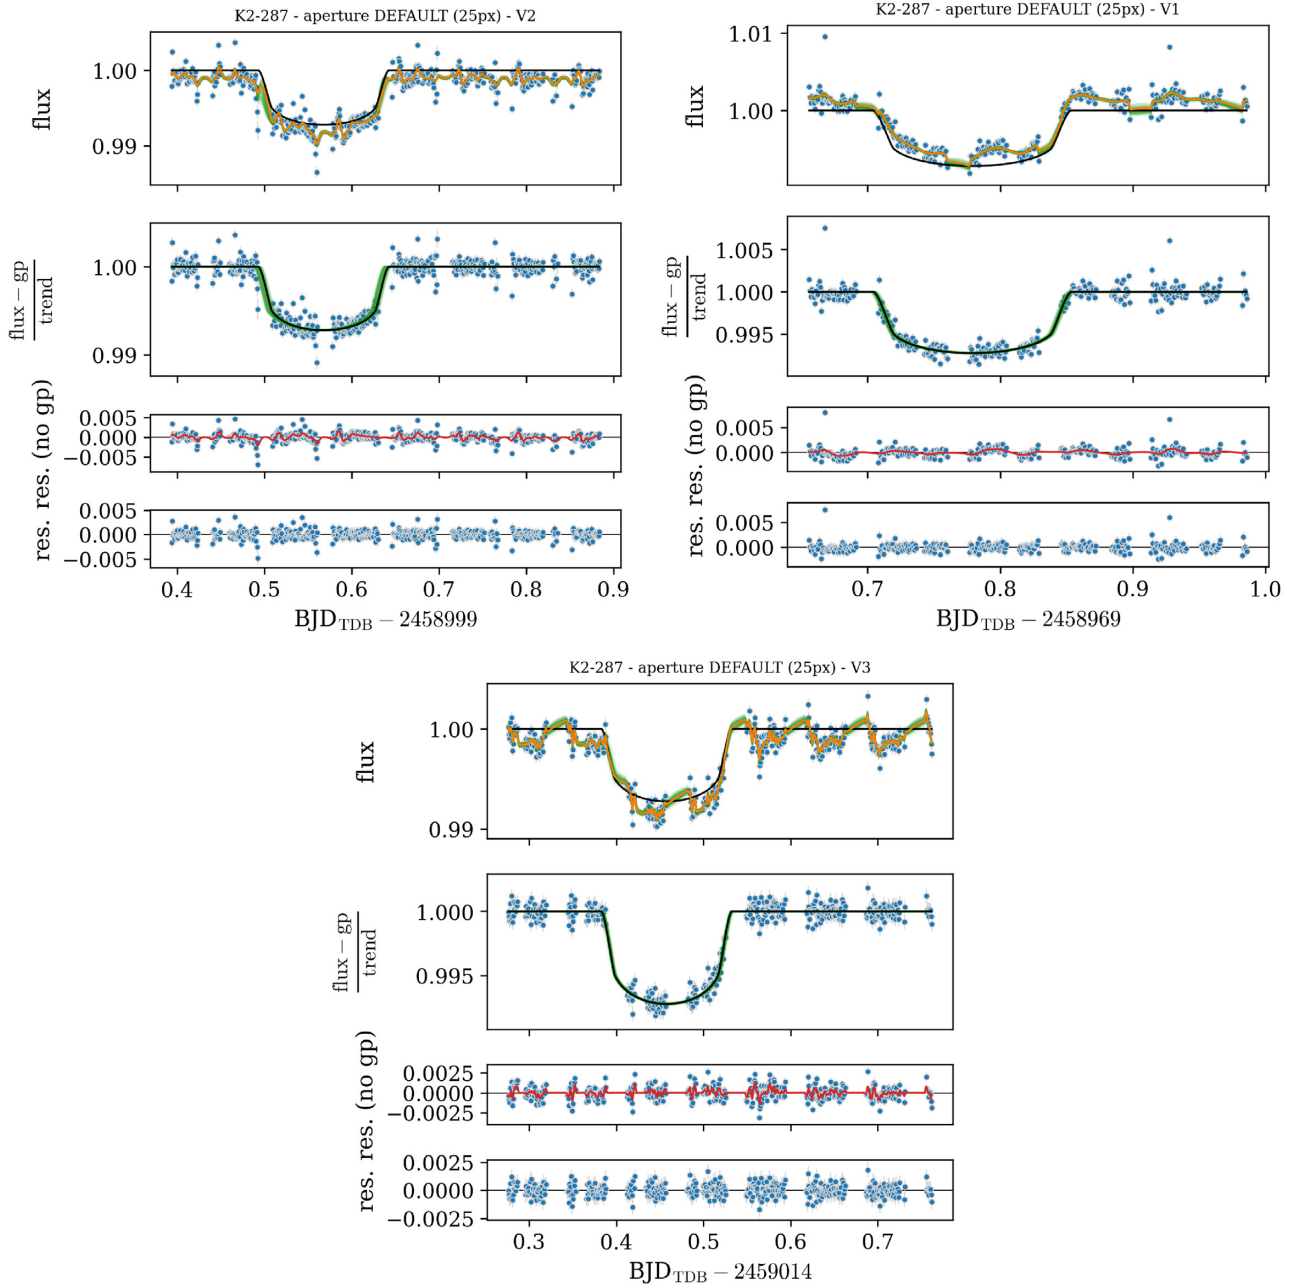 K2-287 - aperture DEFAULT (25px) - V2
flux
1.00
0.99
flux − gp
trend
1.00
0.99
res. (no gp)
0.005
0.000
−0.005
res.
0.005
0.000
−0.005
0.4 0.5 0.6 0.7 0.8 0.9
BJD_TDB − 2458999
K2-287 - aperture DEFAULT (25px) - V1
flux
1.01
1.00
flux − gp
trend
1.005
1.000
0.995
res. (no gp)
0.005
0.000
res.
0.005
0.000
0.7 0.8 0.9 1.0
BJD_TDB − 2458969
K2-287 - aperture DEFAULT (25px) - V3
flux
1.00
0.99
flux − gp
trend
1.000
0.995
res. (no gp)
0.0025
0.0000
−0.0025
res.
0.0025
0.0000
−0.0025
0.3 0.4 0.5 0.6 0.7
BJD_TDB − 2459014